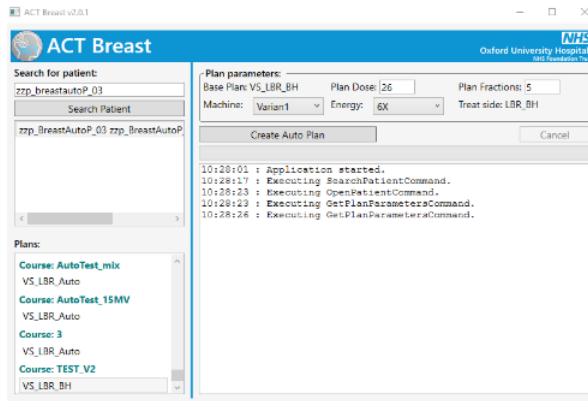 ACT Breast v2.0.1
ACT Breast
NHS
Oxford University Hospitals
NHS Foundation Trust
Search for patient:
zzp_breastautoP_03
Search Patient
zzp_BreastAutoP_03 zzp_BreastAutoP
Plans:
Course: AutoTest_mix
VS_LBR_Auto
Course: AutoTest_15MV
VS_LBR_Auto
Course: 3
VS_LBR_Auto
Course: TEST_V2
VS_LBR_BH
Plan parameters:
Base Plan: VS_LBR_BH Plan Dose: 26 Plan Fractions: 5
Machine: Varian1 Energy: 6X Treat side: LBR_BH
Create Auto Plan Cancel
10:28:01 : Application started.
10:28:17 : Executing SearchPatientCommand.
10:28:23 : Executing OpenPatientCommand.
10:28:23 : Executing GetPlanParametersCommand.
10:28:26 : Executing GetPlanParametersCommand.